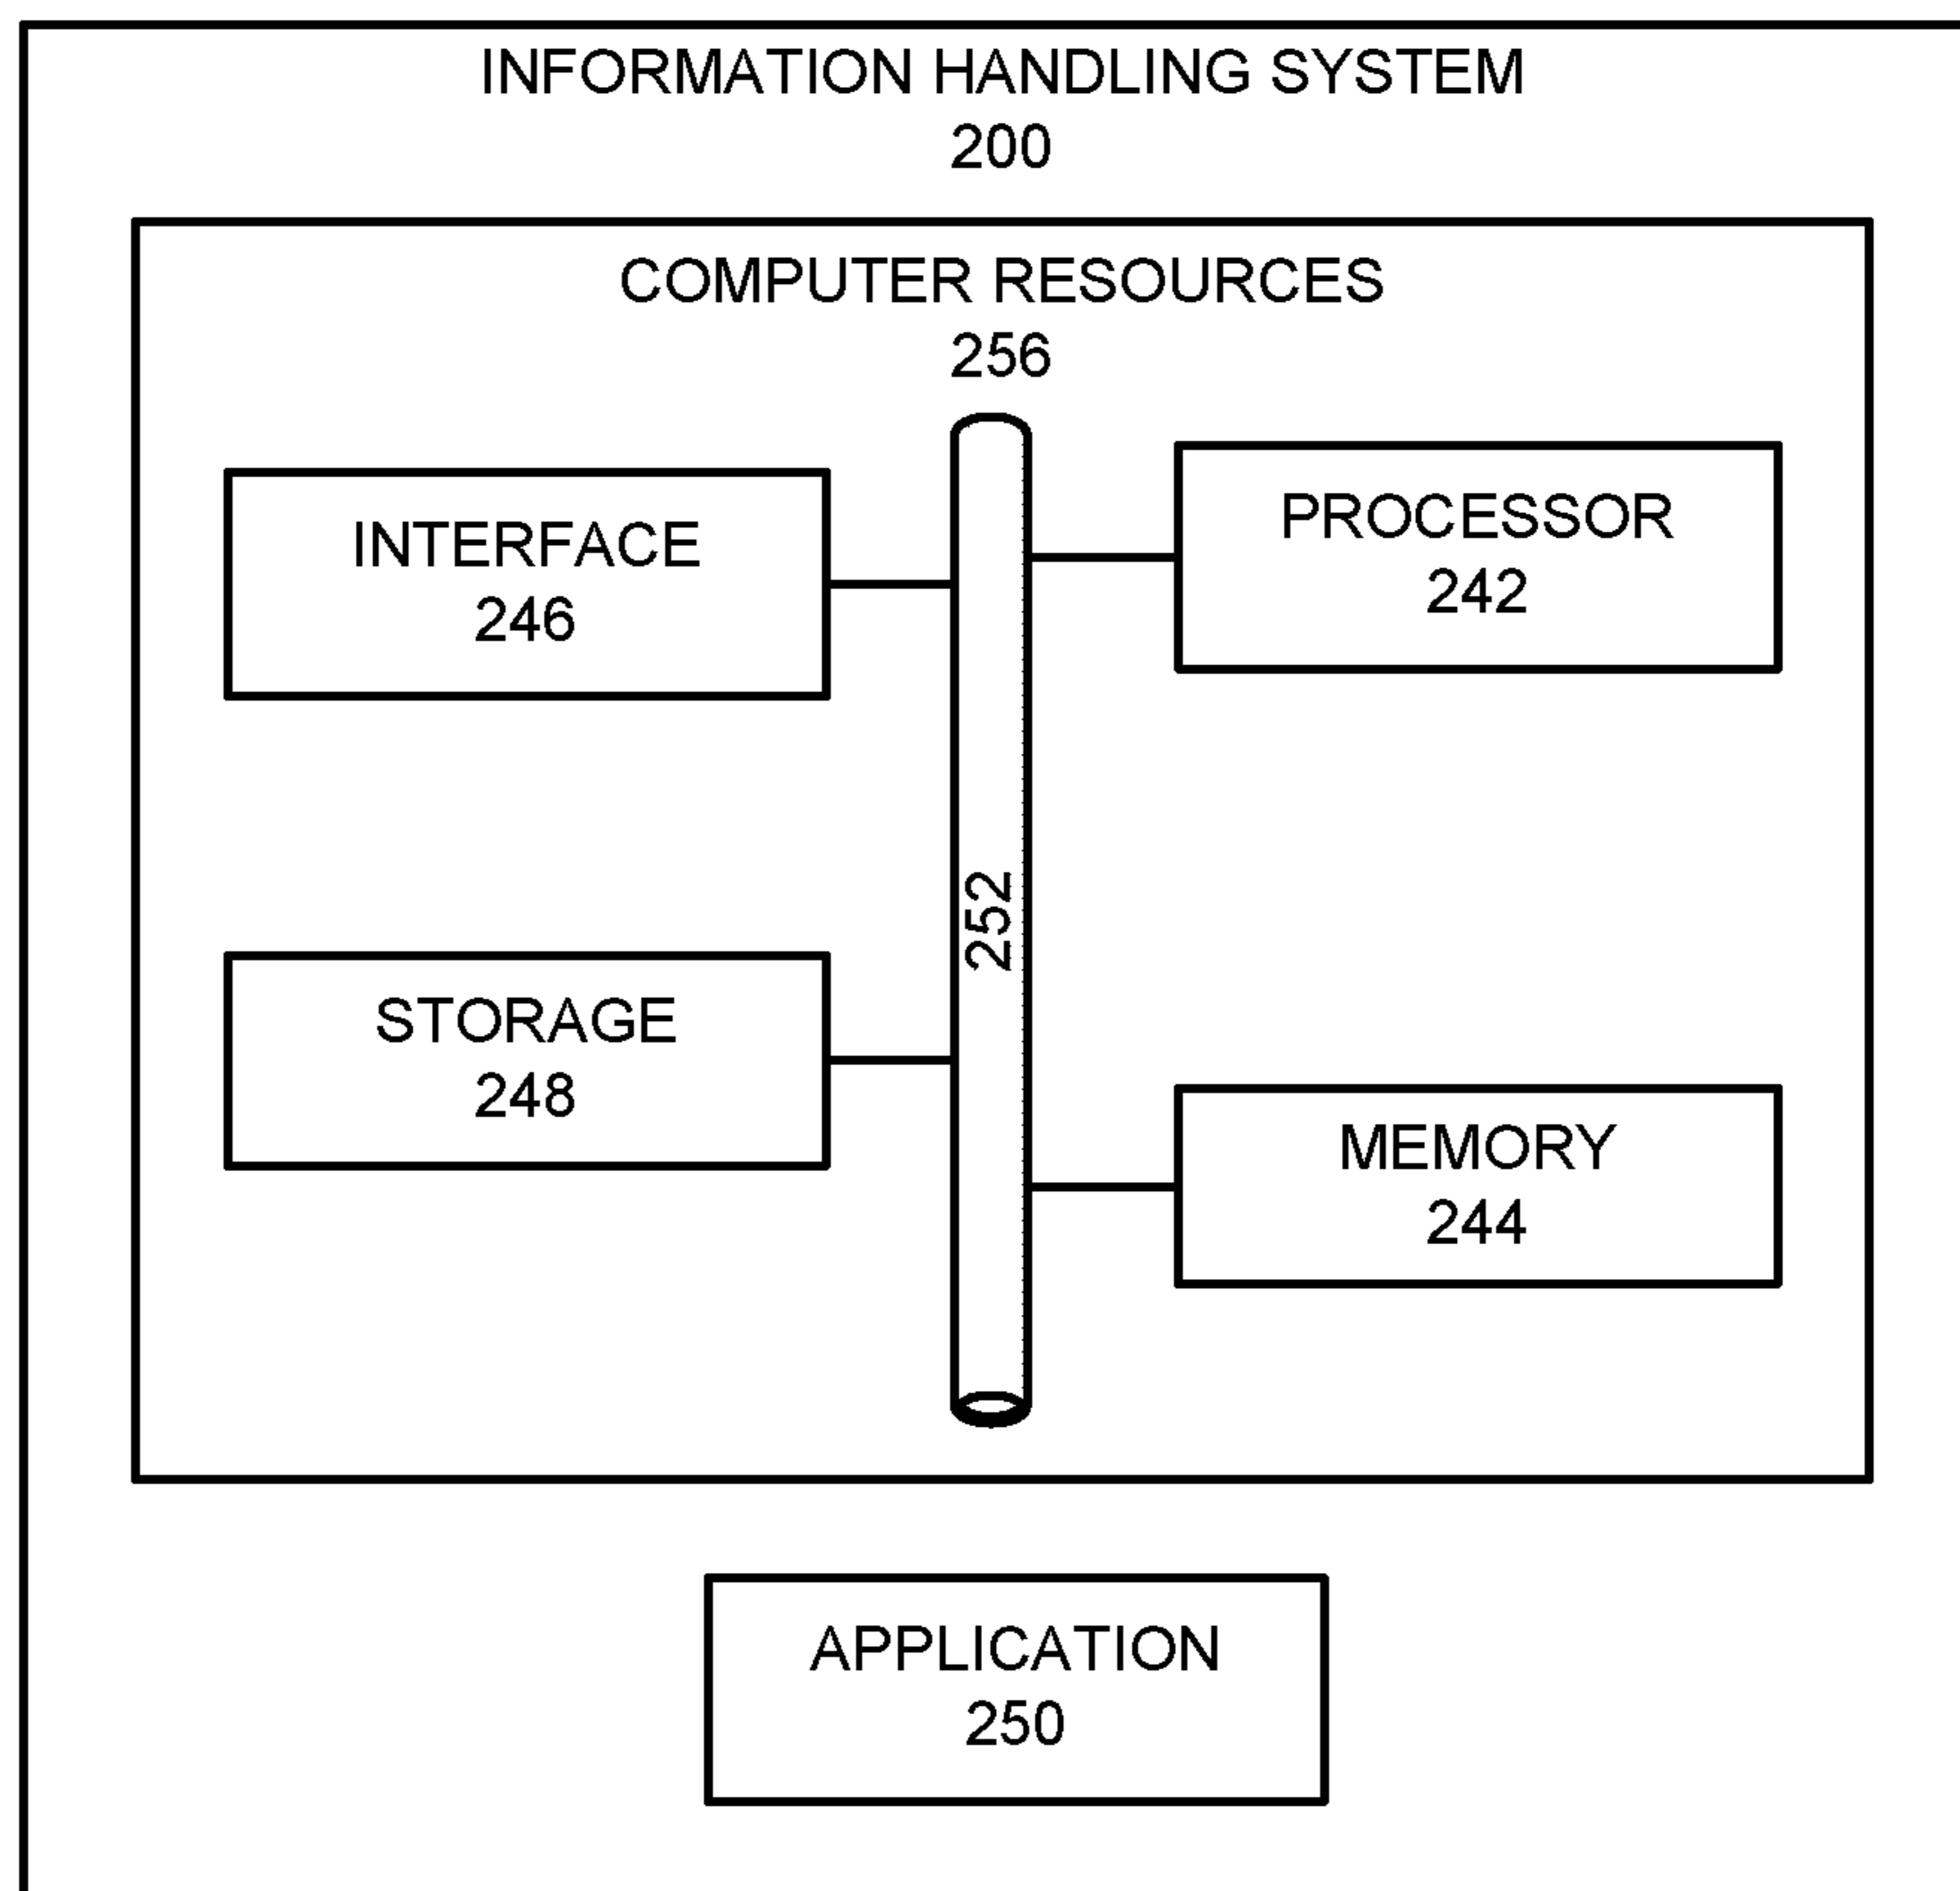 INFORMATION HANDLING SYSTEM
200
COMPUTER RESOURCES
256
INTERFACE
246
PROCESSOR
242
252
STORAGE
248
MEMORY
244
APPLICATION
250